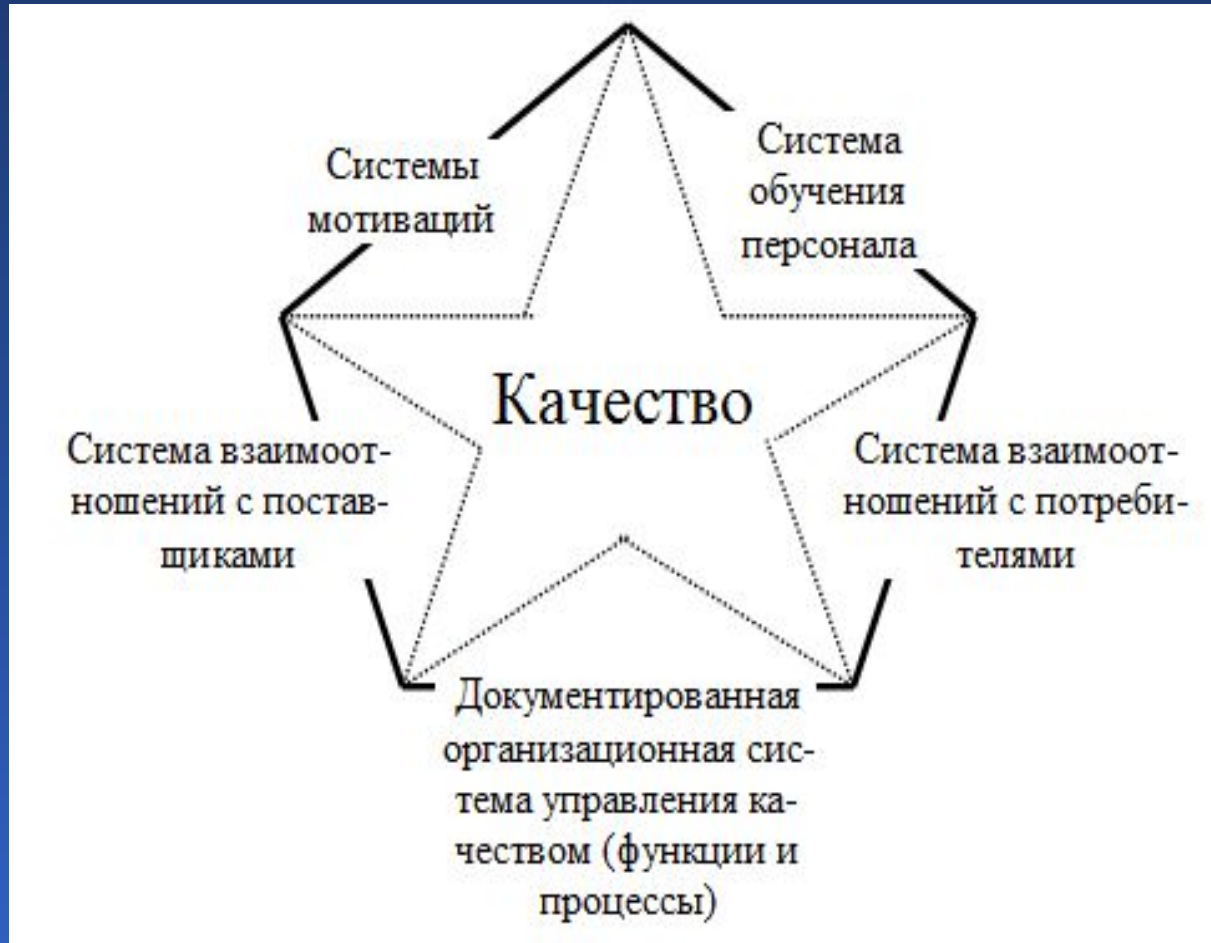 Системы
мотиваций
Система
обучения
персонала
Качество
Система взаимоот-
ношений с постав-
щиками
Система взаимоот-
ношений с потреби-
телями
Документированная
организационная сис-
тема управления ка-
чеством (функции и
процессы)